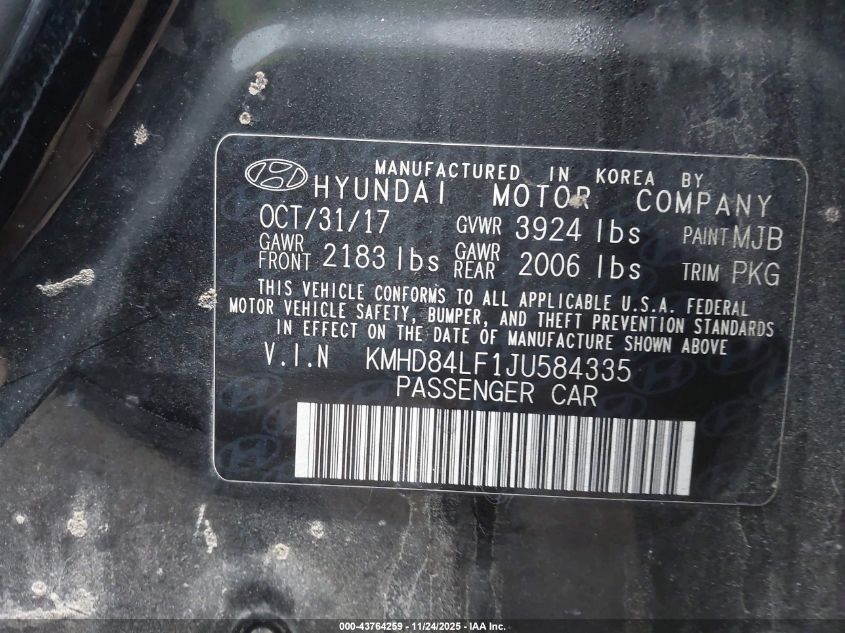 MANUFACTURED IN KOREA BY
HYUNDAI MOTOR COMPANY
OCT/31/17 GVWR 3924 lbs PAINT MJB
GAWR FRONT 2183 lbs GAWR REAR 2006 lbs TRIM PKG
THIS VEHICLE CONFORMS TO ALL APPLICABLE U.S.A. FEDERAL
MOTOR VEHICLE SAFETY, BUMPER, AND THEFT PREVENTION STANDARDS
IN EFFECT ON THE DATE OF MANUFACTURE SHOWN ABOVE
V.I.N KMHD84LF1JU584335
PASSENGER CAR
000-43764259 - 11/24/2025 - IAA Inc.